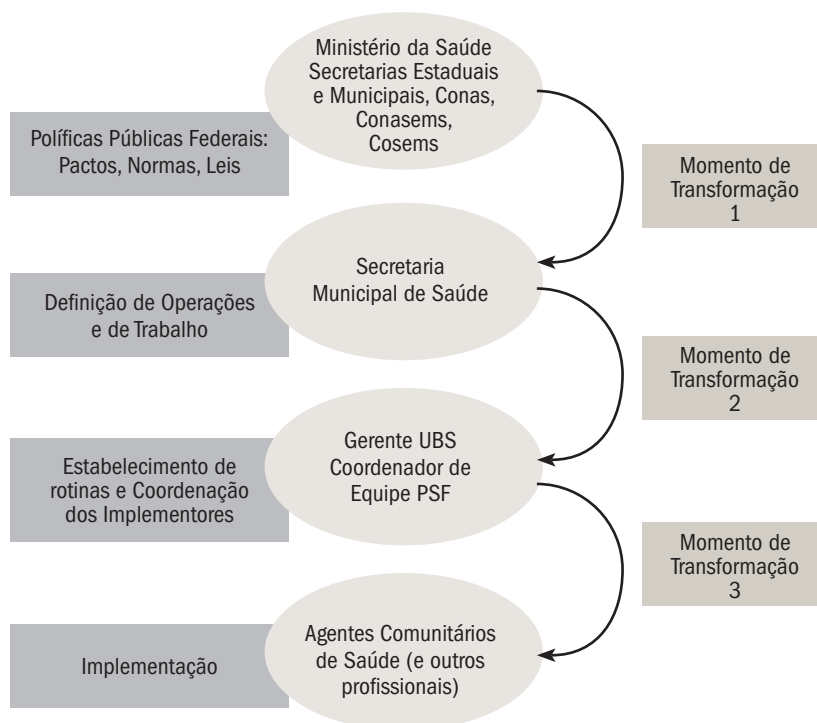 Ministério da Saúde
Secretarias Estaduais
e Municipais, Conas,
Conasems,
Cosems
Políticas Públicas Federais:
Pactos, Normas, Leis
Momento de
Transformação
1
Secretaria
Municipal de Saúde
Definição de Operações
e de Trabalho
Momento de
Transformação
2
Gerente UBS
Coordenador de
Equipe PSF
Estabelecimento de
rotinas e Coordenação
dos Implementores
Momento de
Transformação
3
Agentes Comunitários
de Saúde (e outros
profissionais)
Implementação